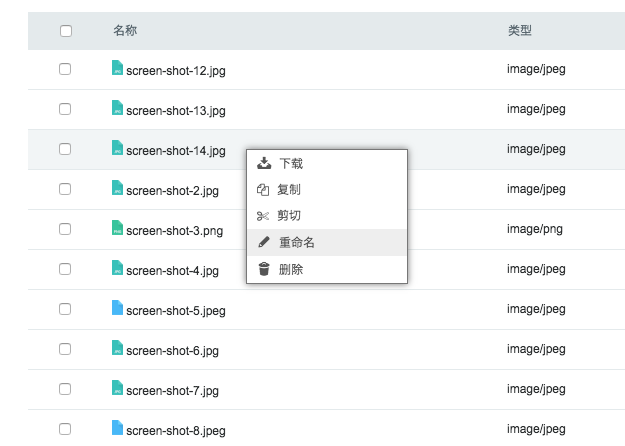 名称 类型
screen-shot-12.jpg image/jpeg
screen-shot-13.jpg image/jpeg
screen-shot-14.jpg image/jpeg
下载
screen-shot-2.jpg 复制 image/jpeg
剪切
screen-shot-3.png image/png
重命名
screen-shot-4.jpg 删除 image/jpeg
screen-shot-5.jpeg image/jpeg
screen-shot-6.jpg image/jpeg
screen-shot-7.jpg image/jpeg
screen-shot-8.jpeg image/jpeg